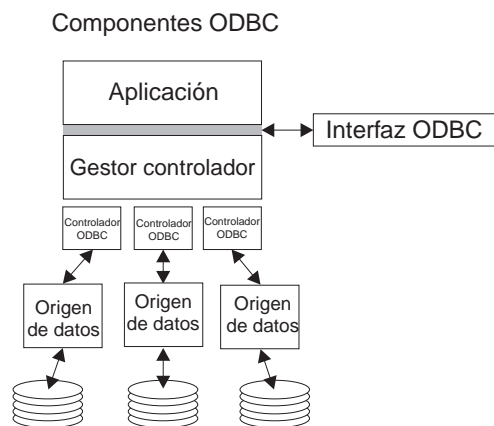 Componentes ODBC
Aplicación
Interfaz ODBC
Gestor controlador
Controlador
ODBC
Controlador
ODBC
Controlador
ODBC
Origen
de datos
Origen
de datos
Origen
de datos